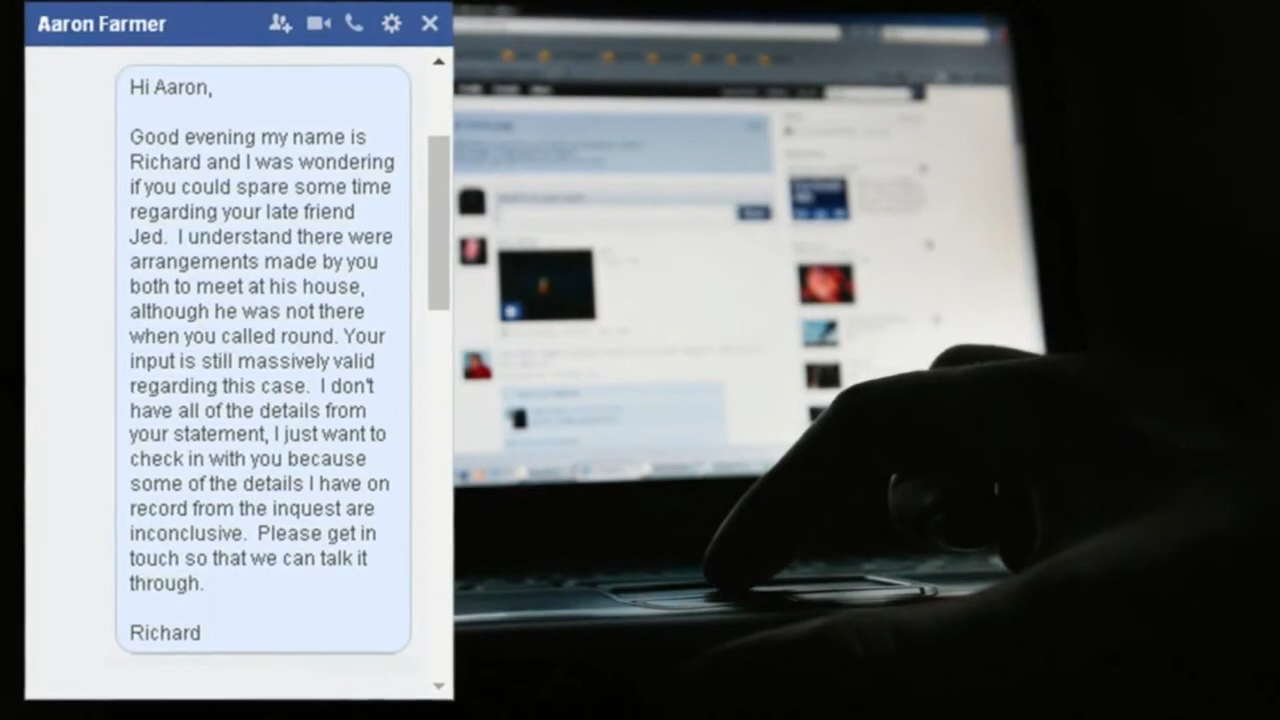 Aaron Farmer
Hi Aaron,
Good evening my name is
Richard and I was wondering
if you could spare some time
regarding your late friend
Jed.  I understand there were
arrangements made by you
both to meet at his house,
although he was not there
when you called round. Your
input is still massively valid
regarding this case.  I don't
have all of the details from
your statement, I just want to
check in with you because
some of the details I have on
record from the inquest are
inconclusive.  Please get in
touch so that we can talk it
through.
Richard